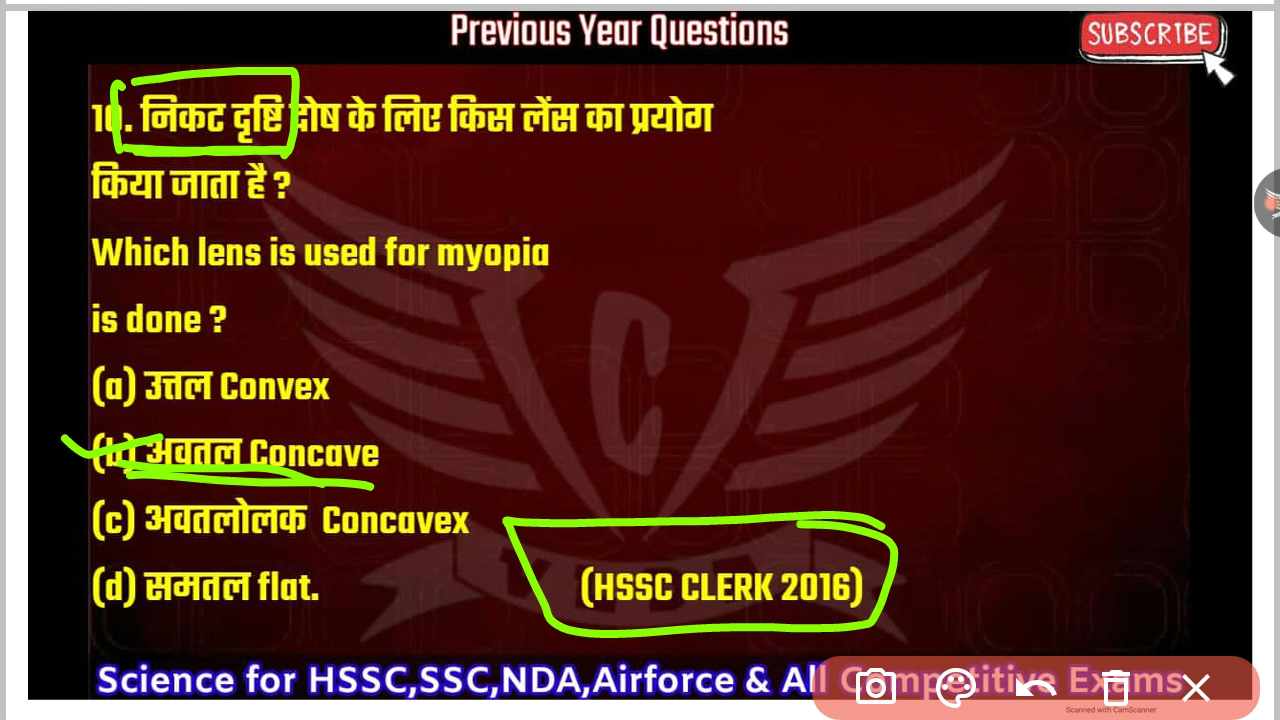 Previous Year Questions
SUBSCRIBE
10. निकट दृष्टि दोष के लिए किस लेंस का प्रयोग
किया जाता है ?
Which lens is used for myopia
is done ?
(a) उत्तल Convex
(b) अवतल Concave
(c) अवतलोलक Concavex
(d) समतल flat.
(HSSC CLERK 2016)
Science for HSSC,SSC,NDA,Airforce & All Competitive Exams
Scanned with CamScanner